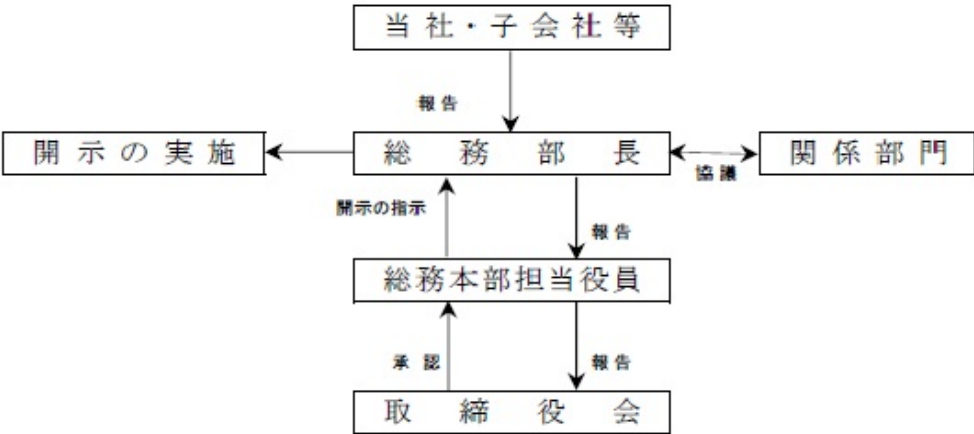 当社・子会社等
報告
開示の実施
総務部長
関係部門
協議
開示の指示
報告
総務本部担当役員
承認
報告
取締役会